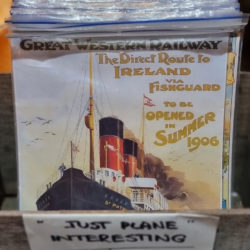 GREAT WESTERN RAILWAY
The Direct Route To
IRELAND
VIA
FISHGUARD
TO BE
OPENED
IN
SUMMER
1906
"JUST PLANE
INTERESTING